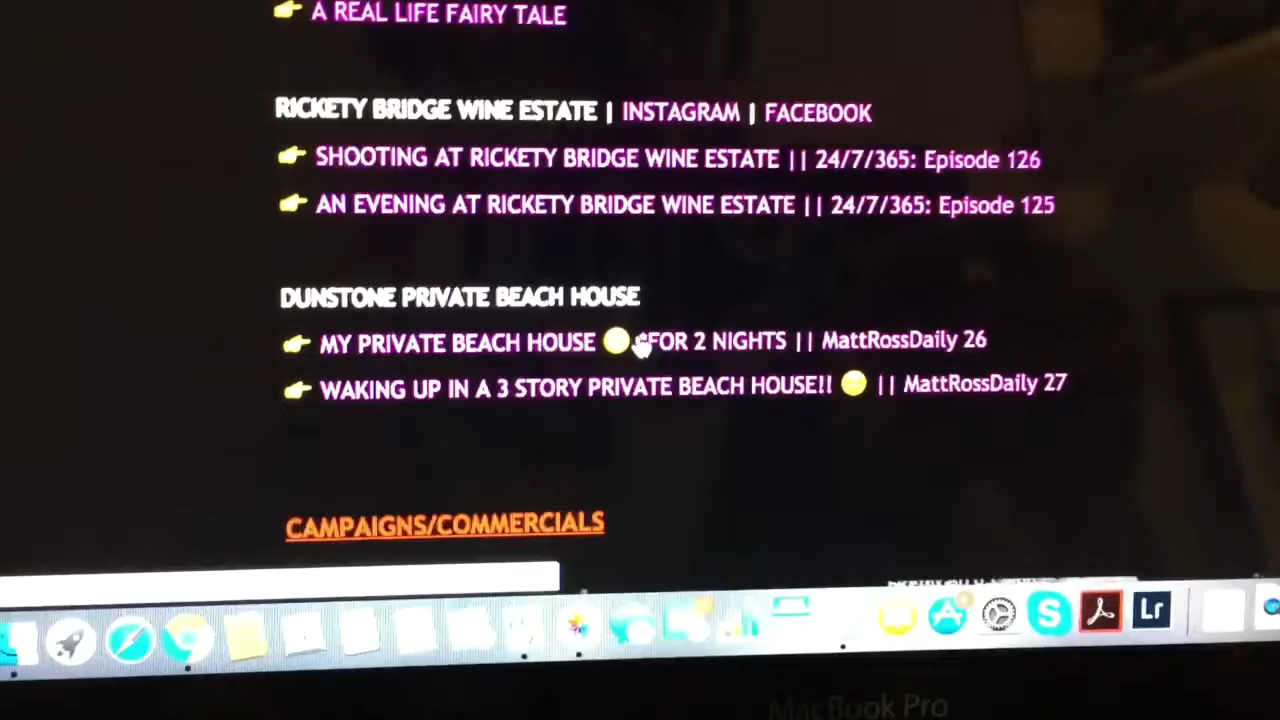 👉 A REAL LIFE FAIRY TALE
RICKETY BRIDGE WINE ESTATE | INSTAGRAM | FACEBOOK
👉 SHOOTING AT RICKETY BRIDGE WINE ESTATE || 24/7/365: Episode 126
👉 AN EVENING AT RICKETY BRIDGE WINE ESTATE || 24/7/365: Episode 125
DUNSTONE PRIVATE BEACH HOUSE
👉 MY PRIVATE BEACH HOUSE FOR 2 NIGHTS || MattRossDaily 26
👉 WAKING UP IN A 3 STORY PRIVATE BEACH HOUSE!! || MattRossDaily 27
CAMPAIGNS/COMMERCIALS
Lr
MacBook Pro